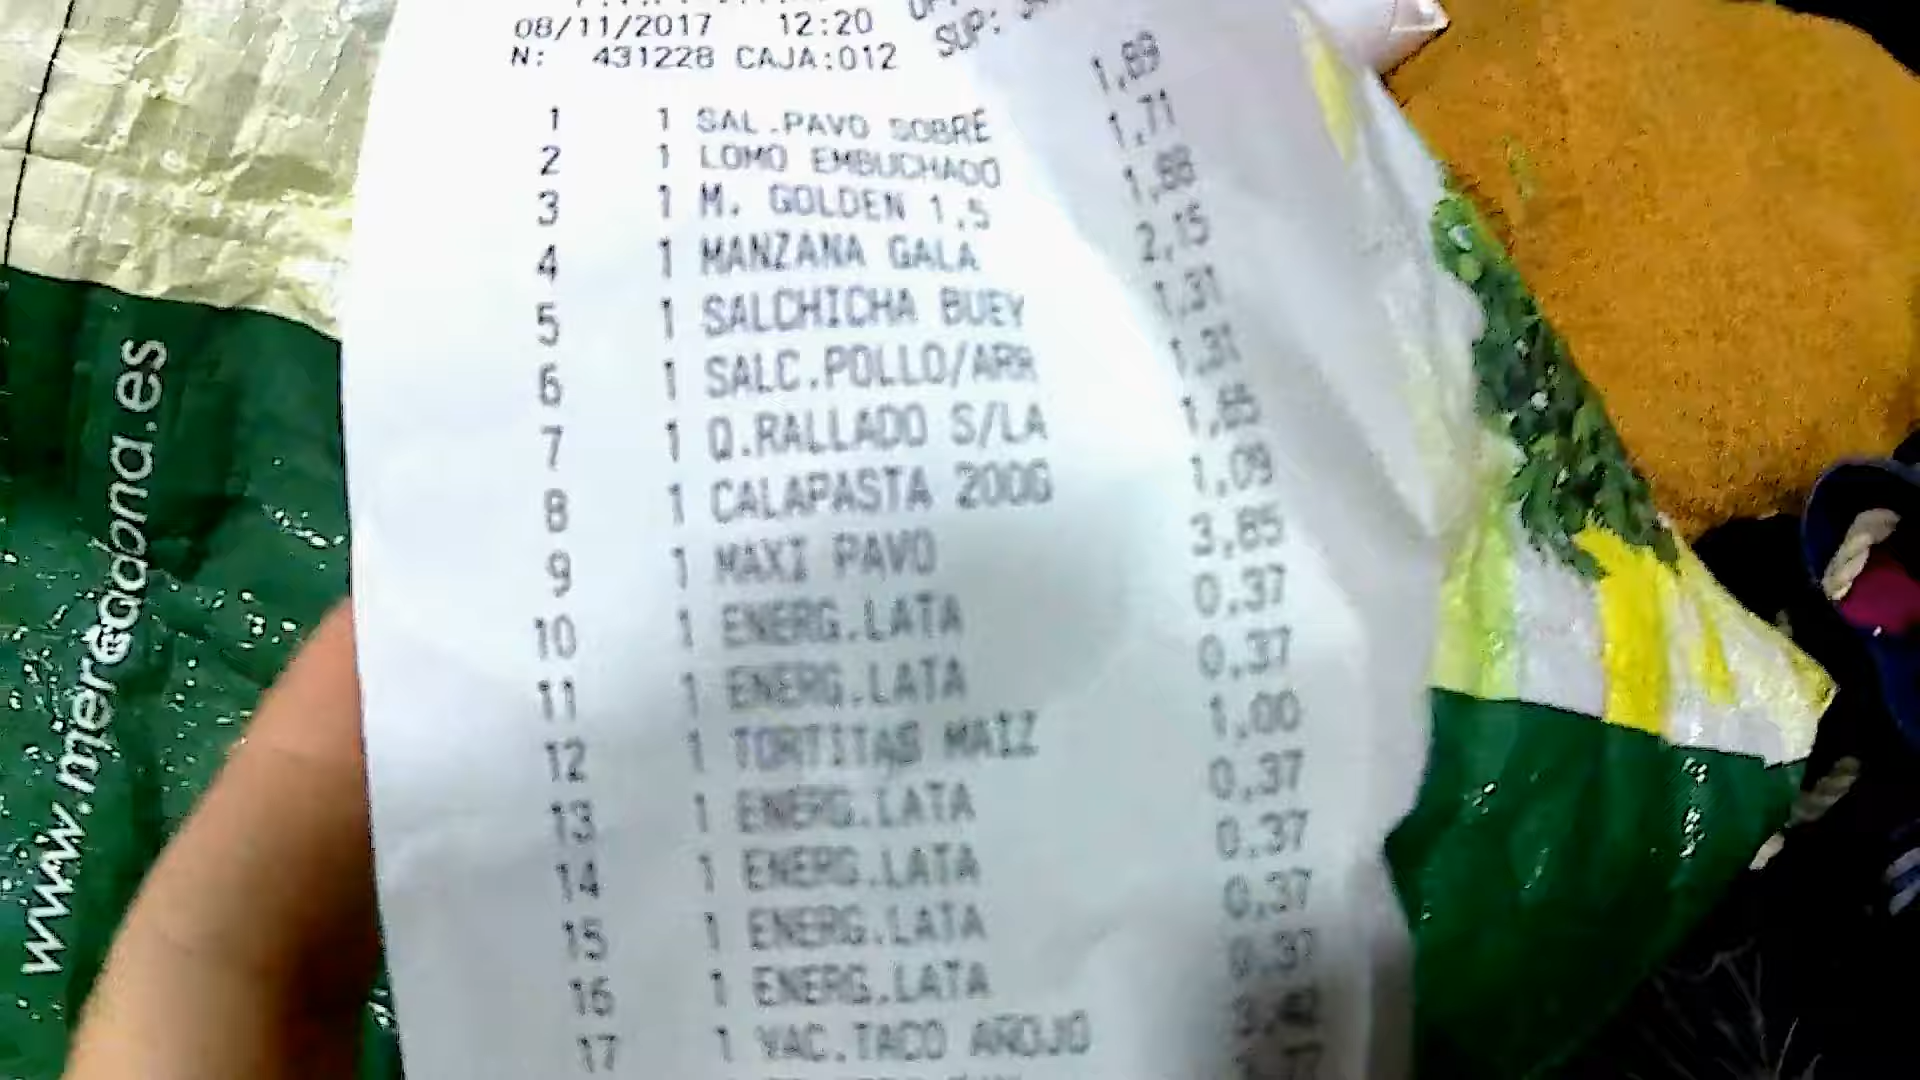 08/11/2017 12:20
N: 431228 CAJA:012
SUP:
1 1 SAL.PAVO SOBRE 1,69
2 1 LOMO EMBUCHADO 1,71
3 1 M. GOLDEN 1,5 1,88
4 1 MANZANA GALA 2,15
5 1 SALCHICHA BUEY 1,31
6 1 SALC.POLLO/ARR 1,31
7 1 Q.RALLADO S/LA 1,65
8 1 CALAPASTA 200G 1,09
9 1 MAXI PAVO 3,85
10 1 ENERG.LATA 0,37
11 1 ENERG.LATA 0,37
12 1 TORTITAS MAIZ 1,00
13 1 ENERG.LATA 0,37
14 1 ENERG.LATA 0,37
15 1 ENERG.LATA 0,37
16 1 ENERG.LATA 0,37
17 1 VAC.TACO AÑOJO
www.mercadona.es